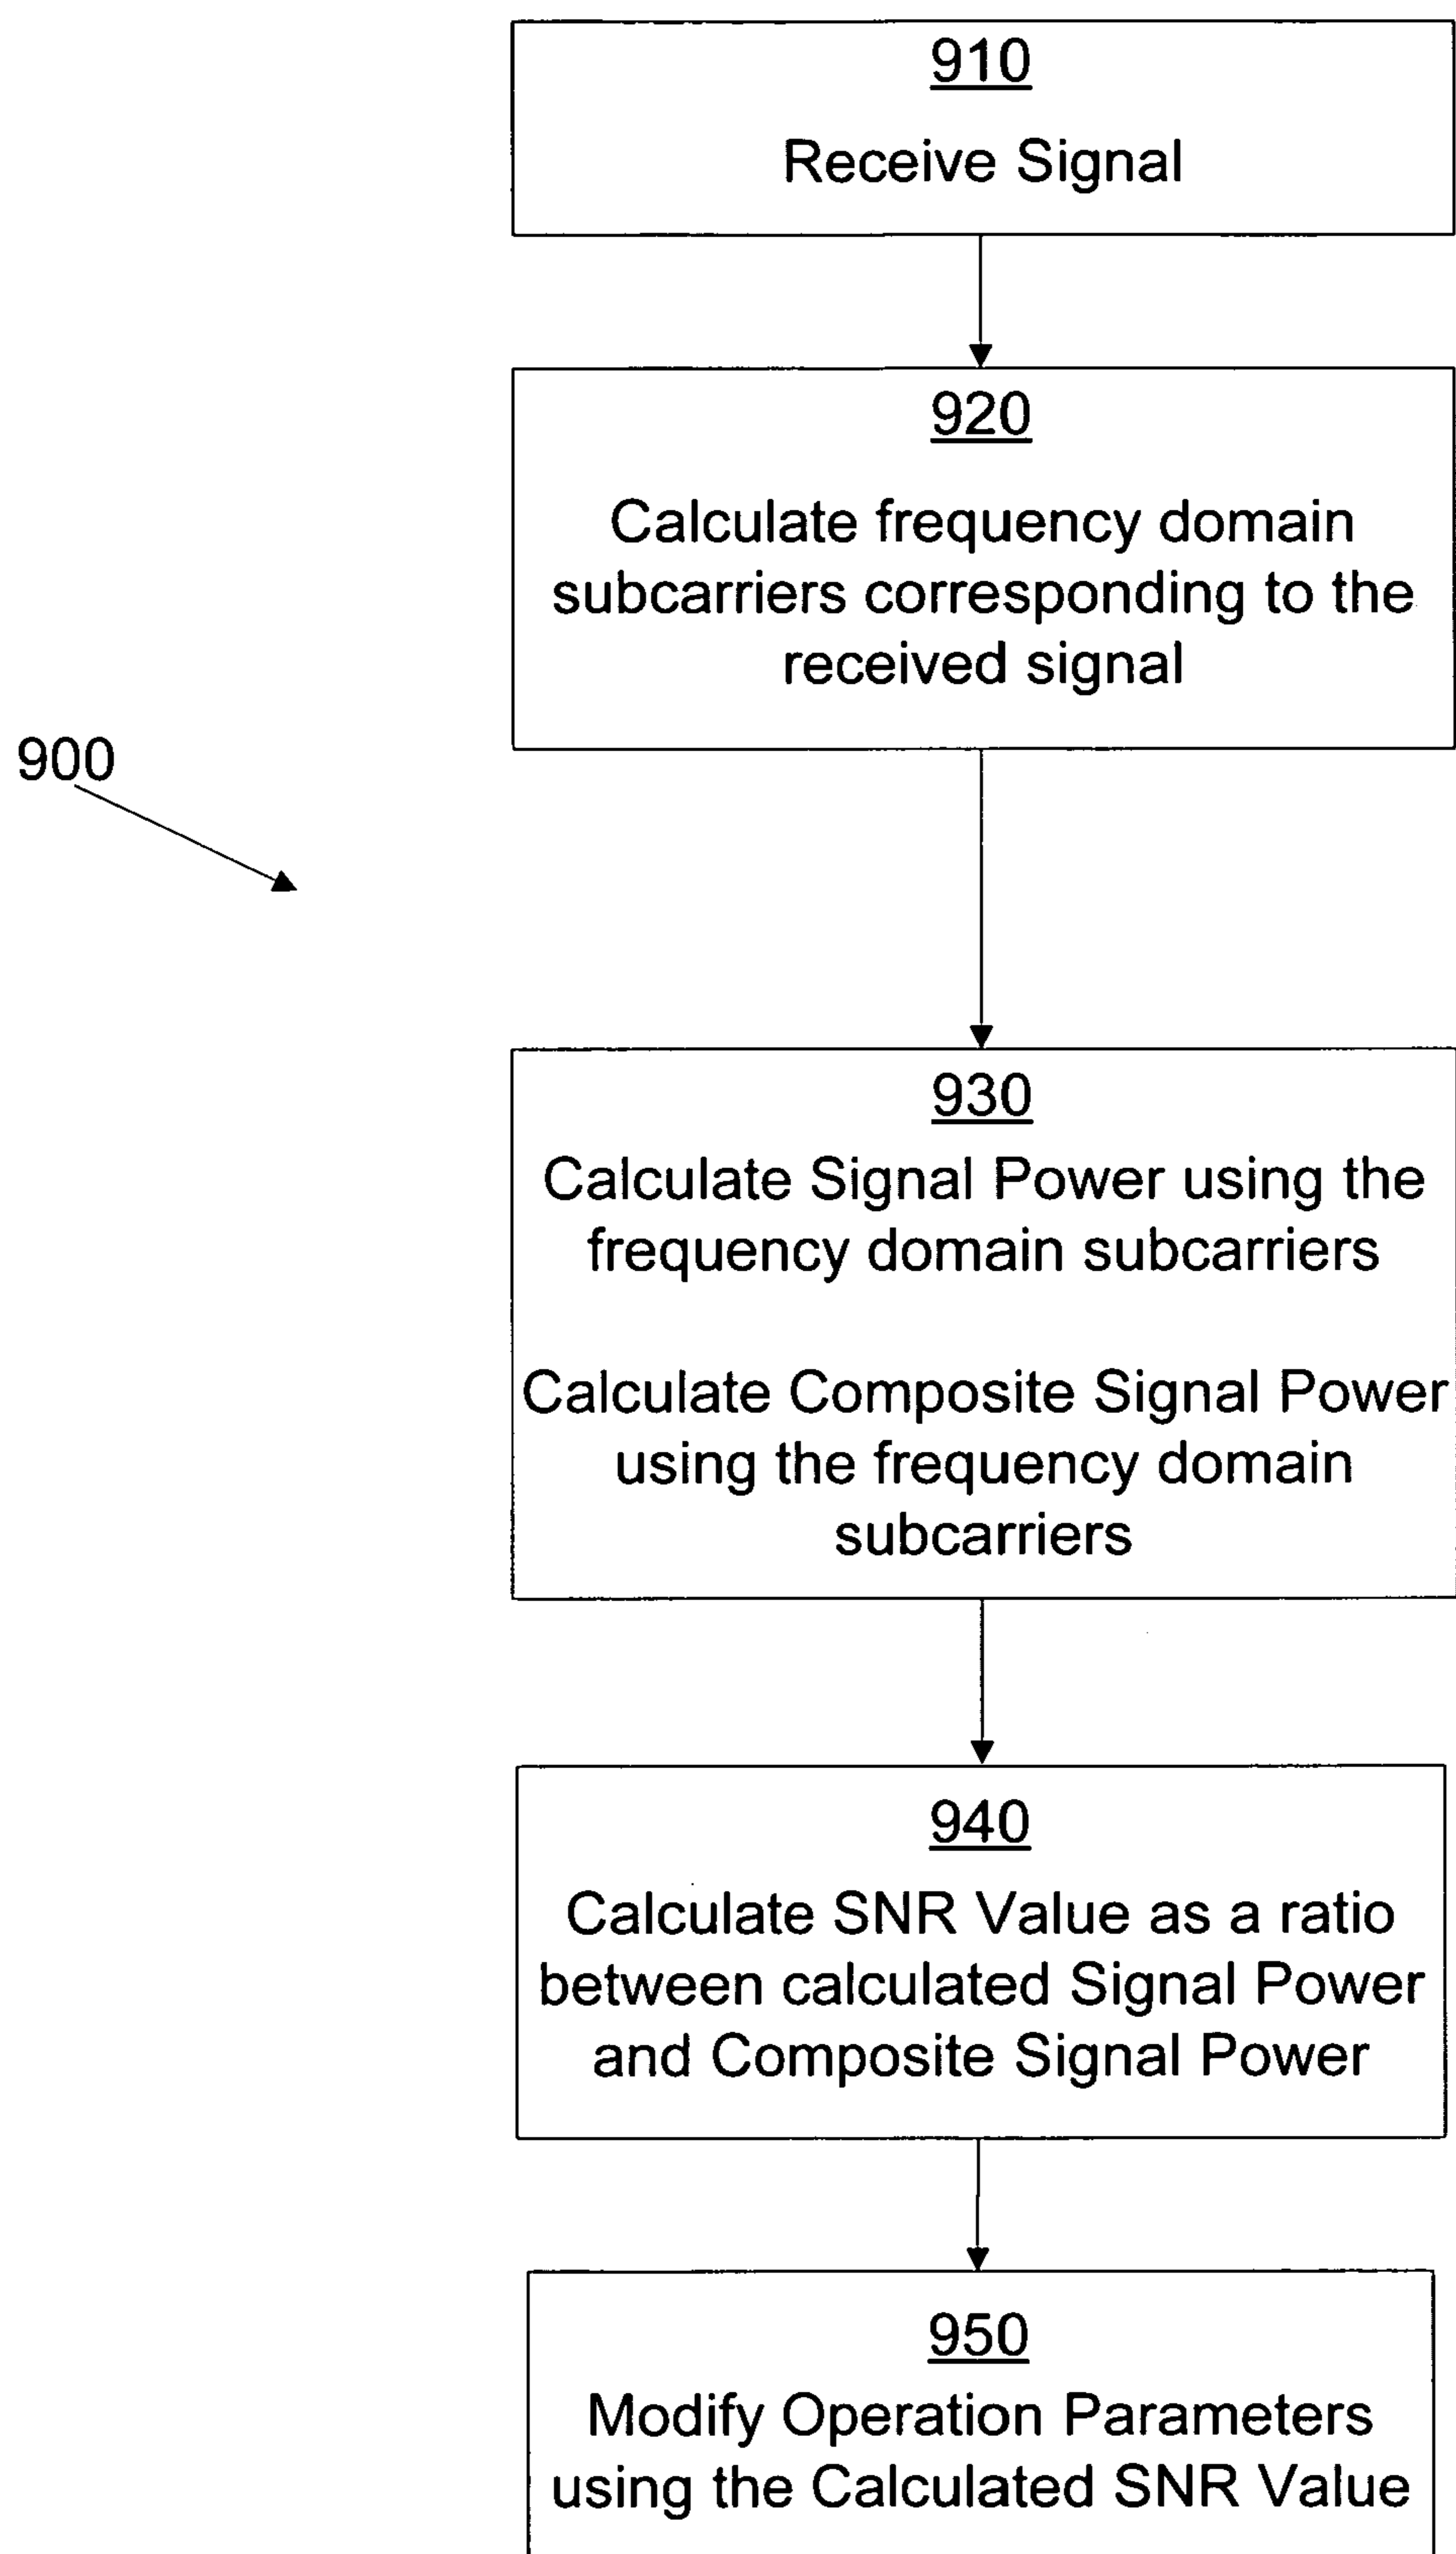 910
Receive Signal
920
Calculate frequency domain
subcarriers corresponding to the
received signal
900
930
Calculate Signal Power using the
frequency domain subcarriers
Calculate Composite Signal Power
using the frequency domain
subcarriers
940
Calculate SNR Value as a ratio
between calculated Signal Power
and Composite Signal Power
950
Modify Operation Parameters
using the Calculated SNR Value